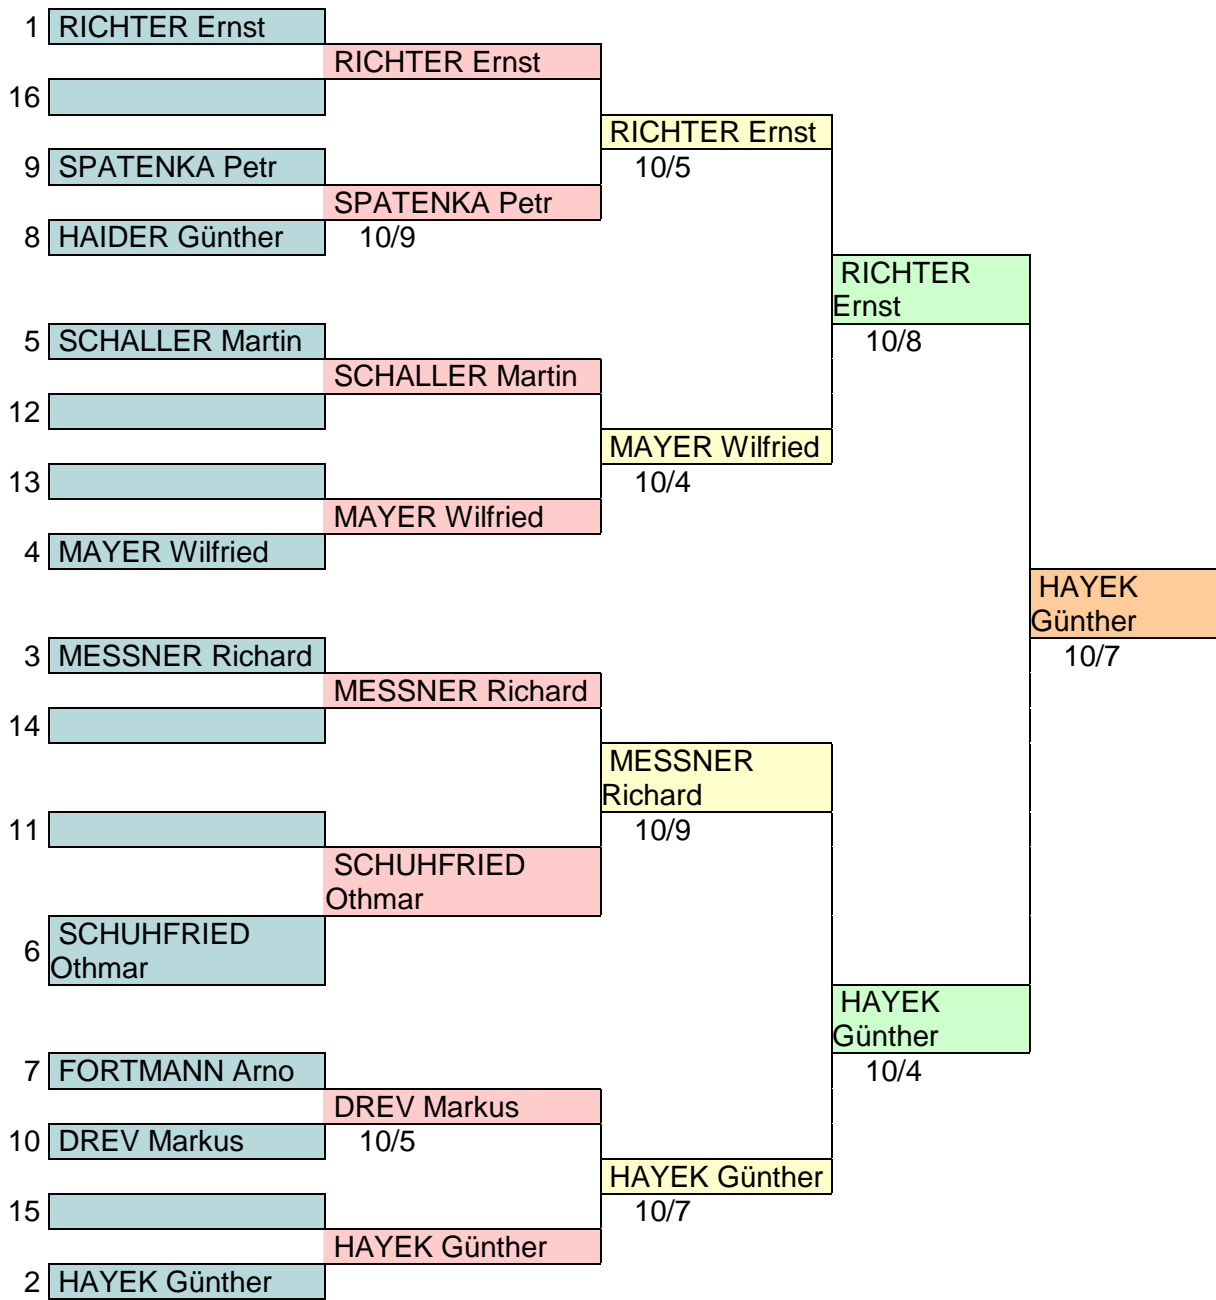 1 RICHTER Ernst
RICHTER Ernst
16
RICHTER Ernst
9 SPATENKA Petr
10/5
SPATENKA Petr
8 HAIDER Günther
10/9
RICHTER
Ernst
5 SCHALLER Martin
10/8
SCHALLER Martin
12
MAYER Wilfried
13
10/4
MAYER Wilfried
4 MAYER Wilfried
HAYEK
Günther
3 MESSNER Richard
10/7
MESSNER Richard
14
MESSNER
Richard
11
10/9
SCHUHFRIED
Othmar
6 SCHUHFRIED
Othmar
HAYEK
Günther
7 FORTMANN Arno
10/4
DREV Markus
10 DREV Markus
10/5
HAYEK Günther
15
10/7
HAYEK Günther
2 HAYEK Günther